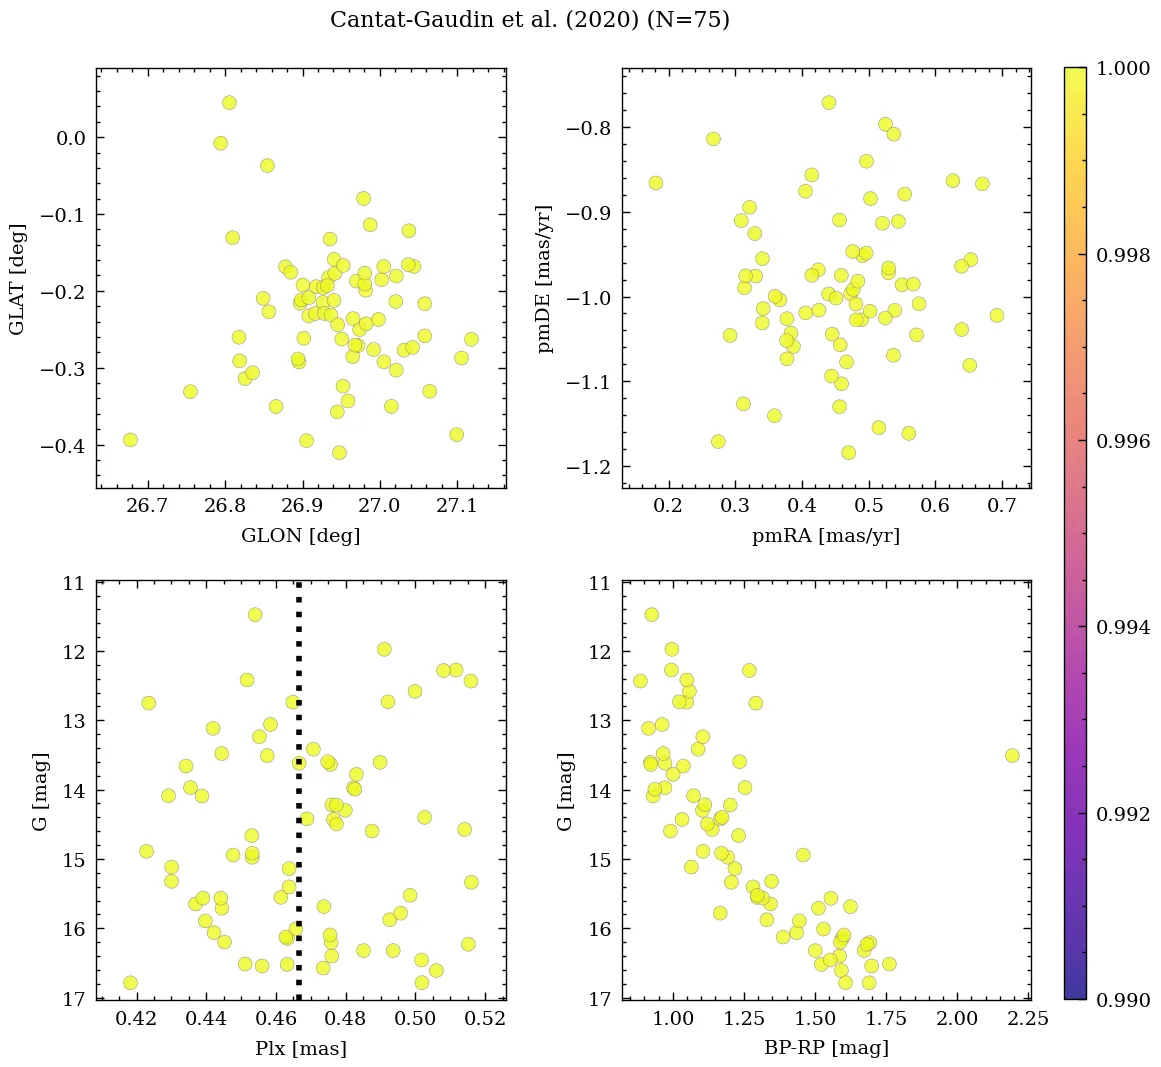 Cantat-Gaudin et al. (2020) (N=75)
GLAT [deg]
0.0
−0.1
−0.2
−0.3
−0.4
26.7 26.8 26.9 27.0 27.1
GLON [deg]
pmDE [mas/yr]
−0.8
−0.9
−1.0
−1.1
−1.2
0.2 0.3 0.4 0.5 0.6 0.7
pmRA [mas/yr]
G [mag]
11
12
13
14
15
16
17
0.42 0.44 0.46 0.48 0.50 0.52
Plx [mas]
G [mag]
11
12
13
14
15
16
17
1.00 1.25 1.50 1.75 2.00 2.25
BP-RP [mag]
1.000
0.998
0.996
0.994
0.992
0.990